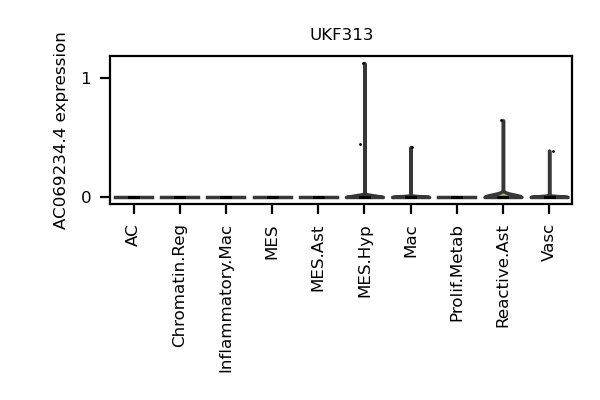 UKF313
AC069234.4 expression
1
0
AC
Chromatin.Reg
Inflammatory.Mac
MES
MES.Ast
MES.Hyp
Mac
Prolif.Metab
Reactive.Ast
Vasc